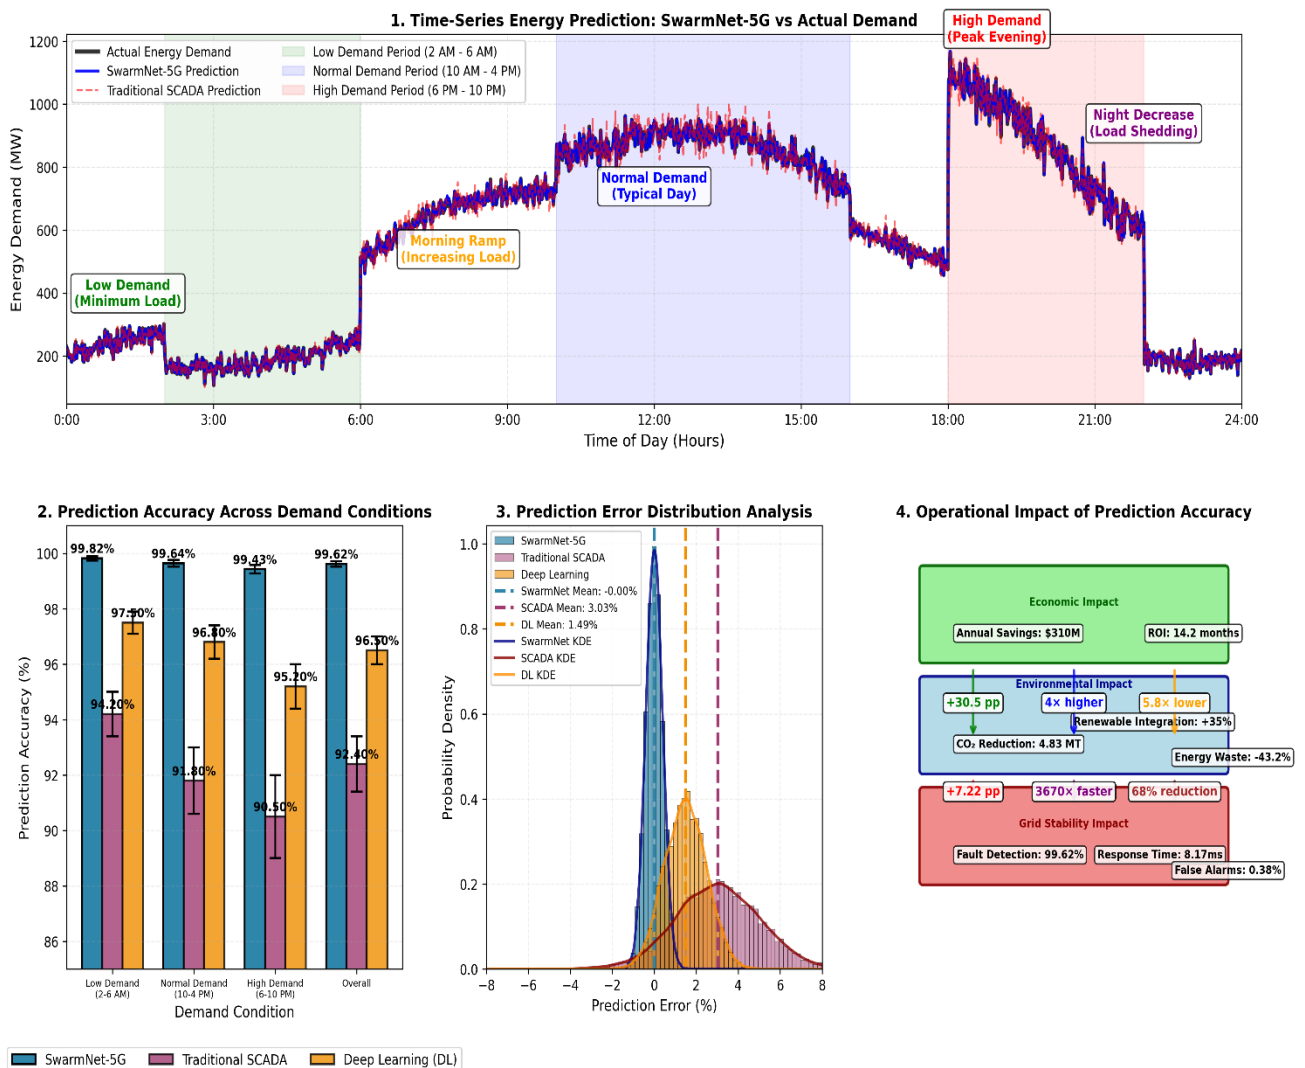 1. Time-Series Energy Prediction: SwarmNet-5G vs Actual Demand
High Demand
(Peak Evening)
Actual Energy Demand
SwarmNet-5G Prediction
Traditional SCADA Prediction
Low Demand Period (2 AM - 6 AM)
Normal Demand Period (10 AM - 4 PM)
High Demand Period (6 PM - 10 PM)
Night Decrease
(Load Shedding)
Normal Demand
(Typical Day)
Morning Ramp
(Increasing Load)
Low Demand
(Minimum Load)
Energy Demand (MW)
1200
1000
800
600
400
200
0:00 3:00 6:00 9:00 12:00 15:00 18:00 21:00 24:00
Time of Day (Hours)
2. Prediction Accuracy Across Demand Conditions
Prediction Accuracy (%)
100
98
96
94
92
90
88
86
99.82%
94.20%
97.50%
99.64%
91.80%
96.80%
99.43%
90.50%
95.20%
99.62%
92.40%
96.50%
Low Demand
(2-6 AM)
Normal Demand
(10-4 PM)
High Demand
(6-10 PM)
Overall
Demand Condition
SwarmNet-5G Traditional SCADA Deep Learning (DL)
3. Prediction Error Distribution Analysis
SwarmNet-5G
Traditional SCADA
Deep Learning
SwarmNet Mean: -0.00%
SCADA Mean: 3.03%
DL Mean: 1.49%
SwarmNet KDE
SCADA KDE
DL KDE
Probability Density
1.0
0.8
0.6
0.4
0.2
0.0
−8 −6 −4 −2 0 2 4 6 8
Prediction Error (%)
4. Operational Impact of Prediction Accuracy
Economic Impact
Annual Savings: $310M
ROI: 14.2 months
Environmental Impact
+30.5 pp
4× higher
5.8× lower
Renewable Integration: +35%
CO₂ Reduction: 4.83 MT
Energy Waste: -43.2%
+7.22 pp
3670× faster
68% reduction
Grid Stability Impact
Fault Detection: 99.62%
Response Time: 8.17ms
False Alarms: 0.38%